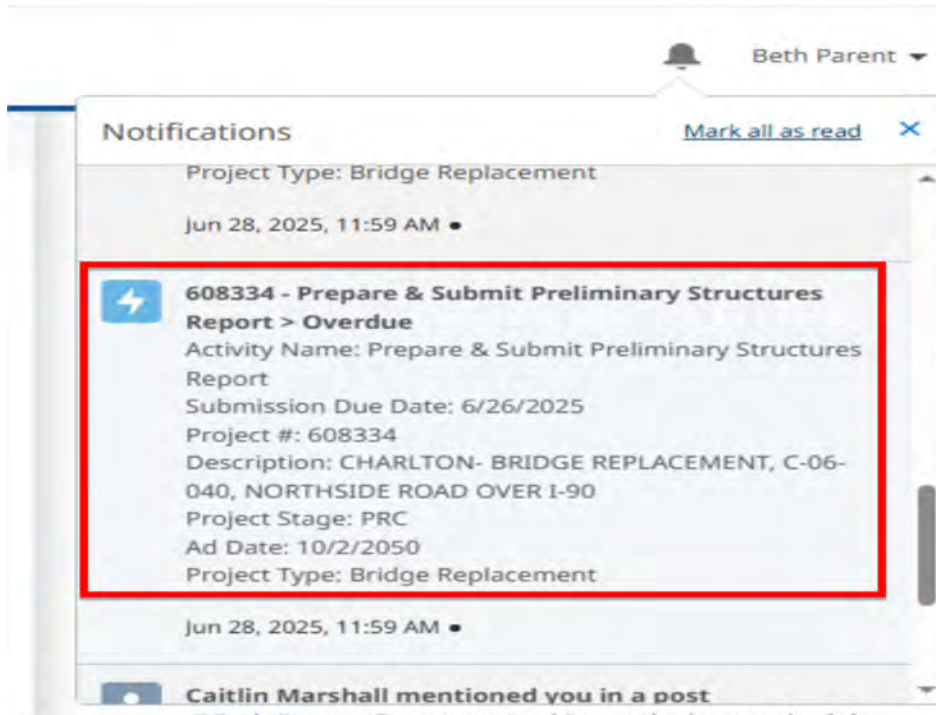 Beth Parent
Notifications
Mark all as read
Project Type: Bridge Replacement
Jun 28, 2025, 11:59 AM
608334 - Prepare & Submit Preliminary Structures
Report > Overdue
Activity Name: Prepare & Submit Preliminary Structures
Report
Submission Due Date: 6/26/2025
Project #: 608334
Description: CHARLTON- BRIDGE REPLACEMENT, C-06-
040, NORTHSIDE ROAD OVER I-90
Project Stage: PRC
Ad Date: 10/2/2050
Project Type: Bridge Replacement
Jun 28, 2025, 11:59 AM
Caitlin Marshall mentioned you in a post